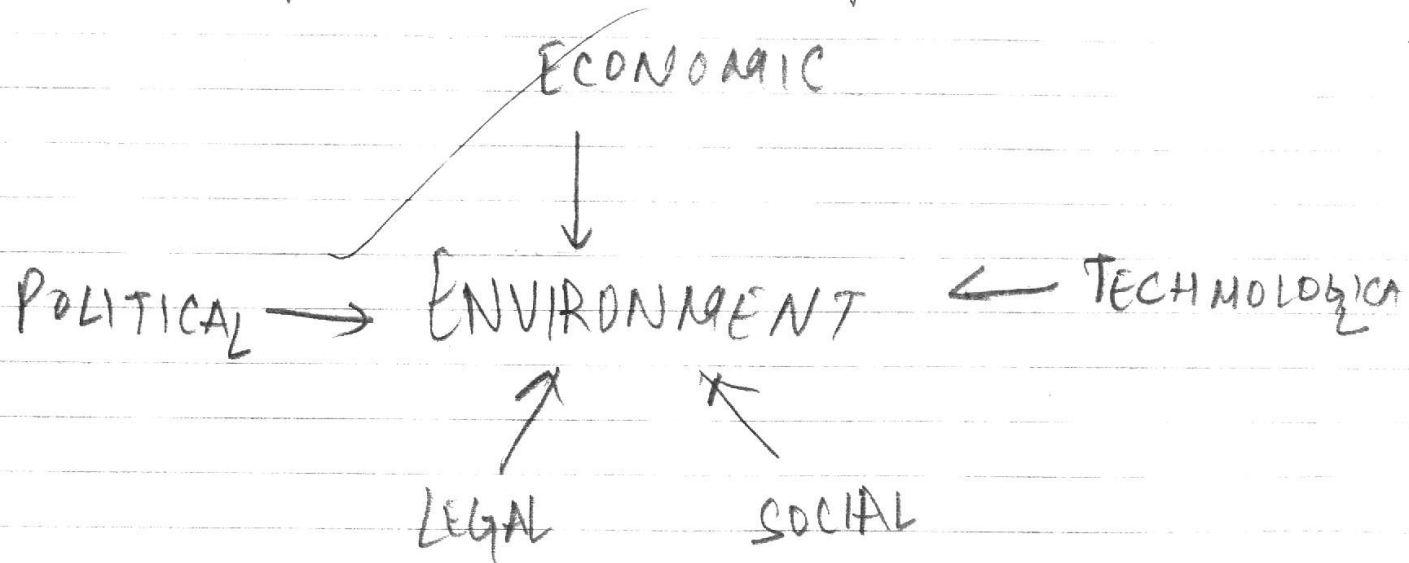 ECONOMIC
POLITICAL → ENVIRONMENT ← TECHNOLOGICA
LEGAL SOCIAL